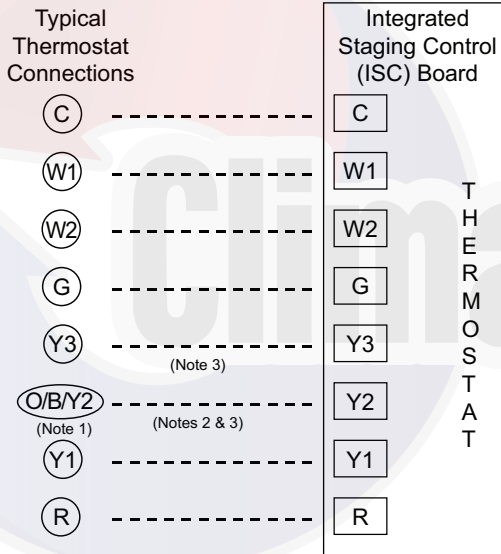 Typical
Thermostat
Connections
Integrated
Staging Control
(ISC) Board
C
C
W1
W1
W2
W2
G
G
Y3
(Note 3)
Y3
O/B/Y2
(Note 1)
(Notes 2 & 3)
Y2
Y1
Y1
R
R
THERMOSTAT
Clima